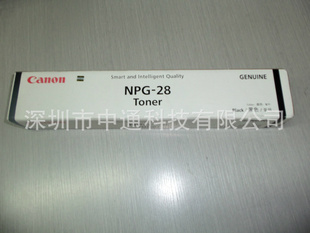 Smart and Intelligent Quality
GENUINE
Canon
NPG-28
Toner
Black
深圳市中通科技有限公司